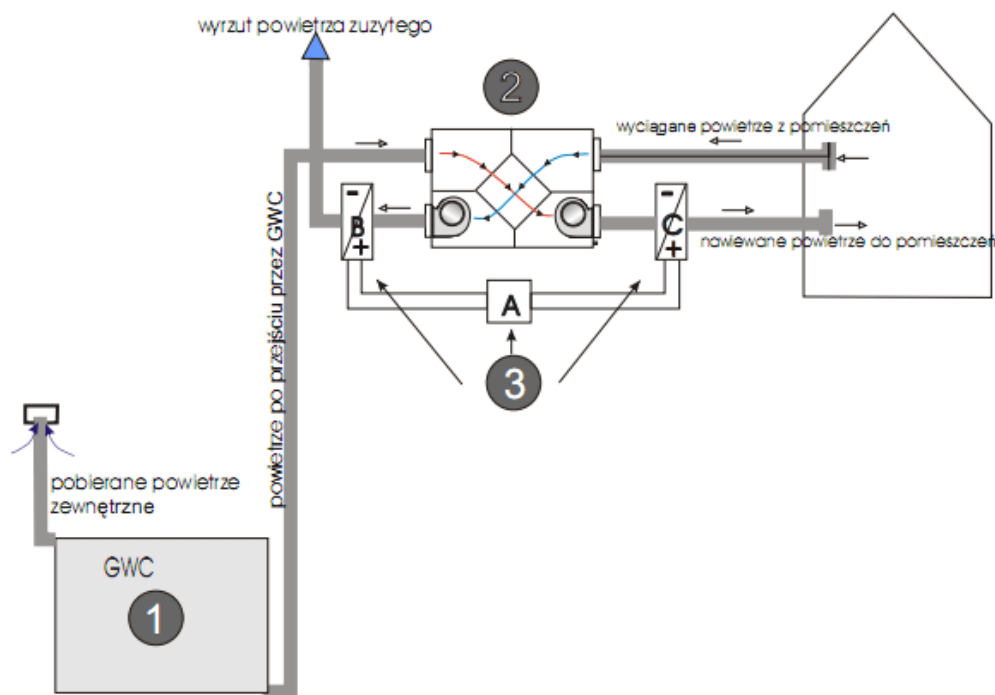 wyrzut powietrza zuzytego
2
wyciągane powietrze z pomieszczeń
- B +
- C +
nawiewane powietrze do pomieszczeń
A
3
powietrze po przejściu przez GWC
pobierane powietrze
zewnętrzne
GWC
1